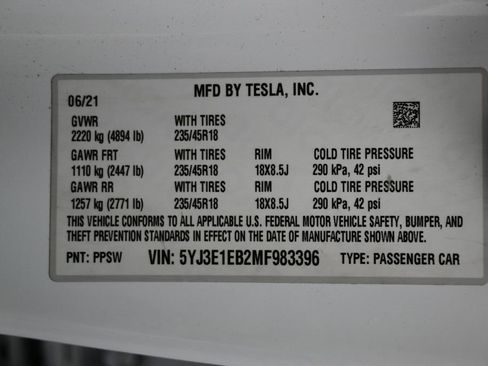 MFD BY TESLA, INC.
06/21
GVWR WITH TIRES
2220 kg (4894 lb) 235/45R18
GAWR FRT WITH TIRES RIM COLD TIRE PRESSURE
1110 kg (2447 lb) 235/45R18 18X8.5J 290 kPa, 42 psi
GAWR RR WITH TIRES RIM COLD TIRE PRESSURE
1257 kg (2771 lb) 235/45R18 18X8.5J 290 kPa, 42 psi
THIS VEHICLE CONFORMS TO ALL APPLICABLE U.S. FEDERAL MOTOR VEHICLE SAFETY, BUMPER, AND
THEFT PREVENTION STANDARDS IN EFFECT ON THE DATE OF MANUFACTURE SHOWN ABOVE.
PNT: PPSW VIN: 5YJ3E1EB2MF983396 TYPE: PASSENGER CAR